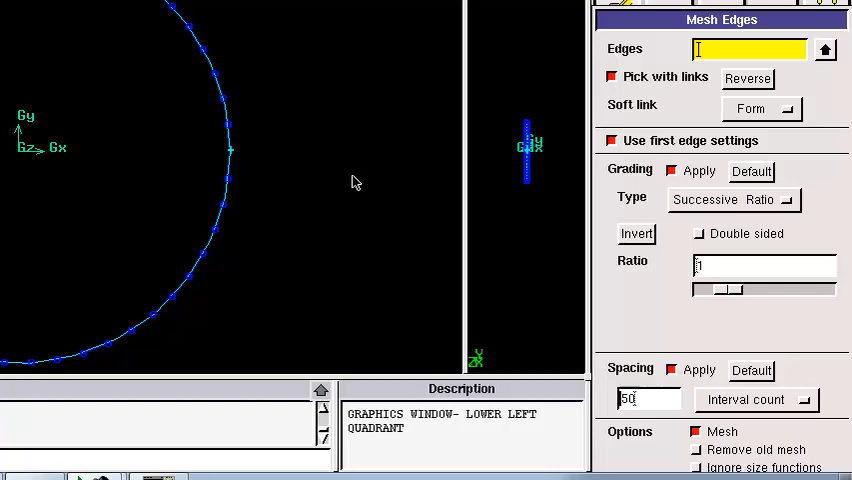 Mesh Edges
Edges
Pick with links Reverse
Soft link Form
Use first edge settings
Grading Apply Default
Type Successive Ratio
Invert Double sided
Ratio 1
Spacing Apply Default
50 Interval count
Options Mesh
Remove old mesh
Ignore size functions
Gy
Gz Gx
Description
GRAPHICS WINDOW- LOWER LEFT
QUADRANT